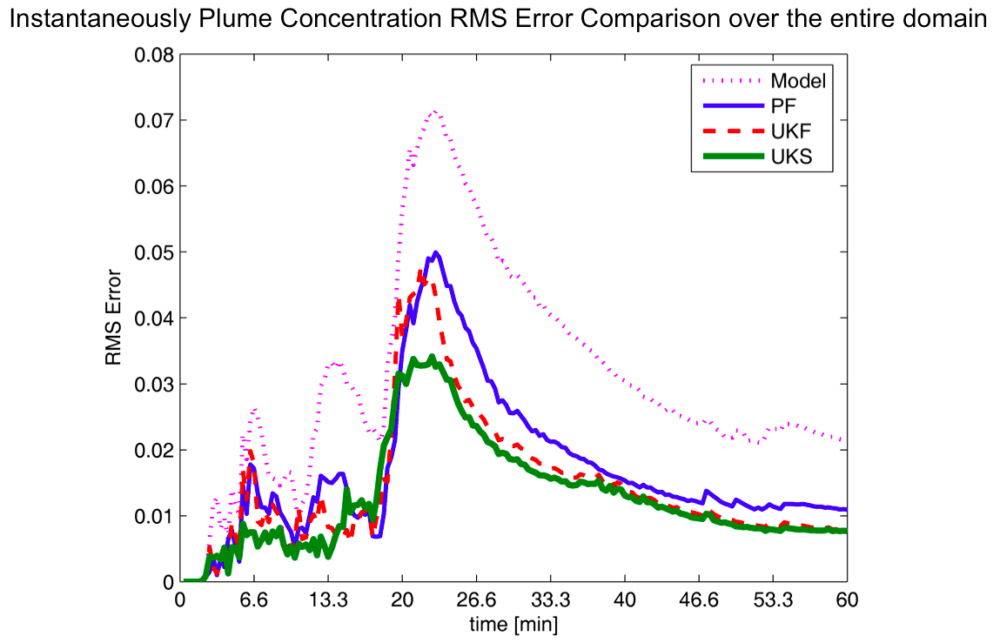 Instantaneously Plume Concentration RMS Error Comparison over the entire domain
0.08
0.07
0.06
0.05
0.04
0.03
0.02
0.01
0
RMS Error
Model
PF
UKF
UKS
0 6.6 13.3 20 26.6 33.3 40 46.6 53.3 60
time [min]